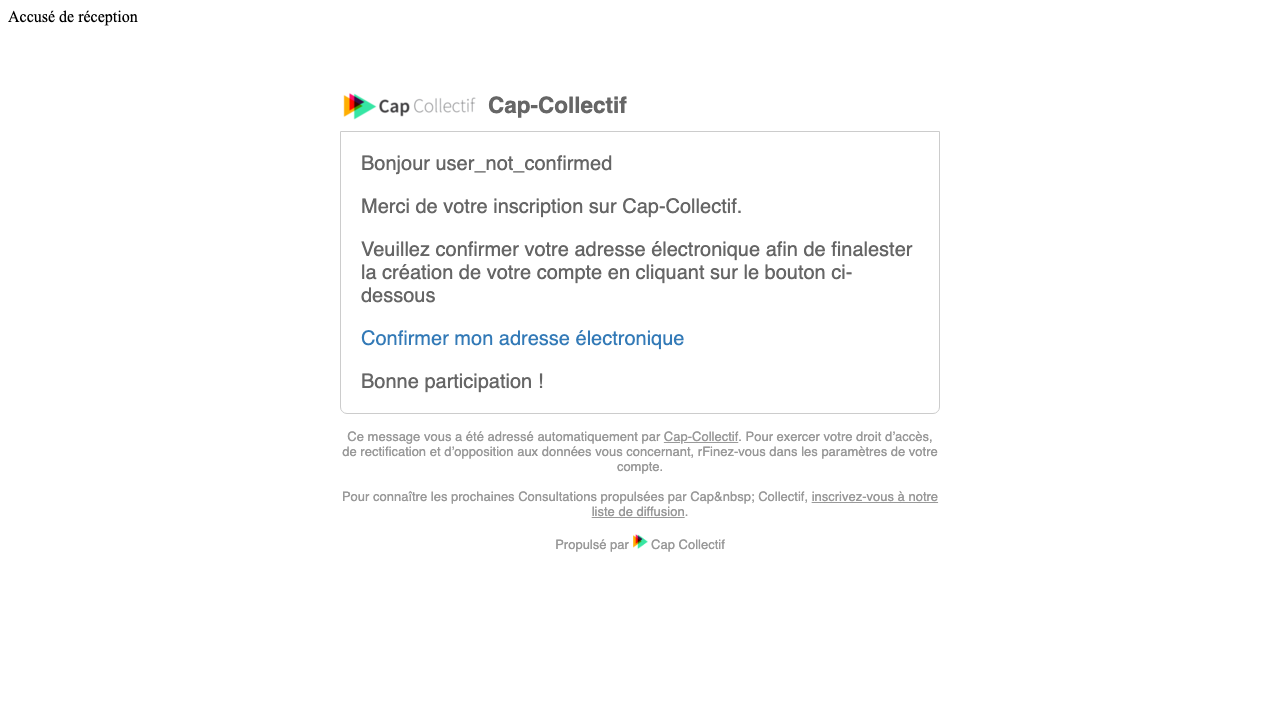 Accusé de réception
Cap Collectif Cap-Collectif
Bonjour user_not_confirmed
Merci de votre inscription sur Cap-Collectif.
Veuillez confirmer votre adresse électronique afin de finalester
la création de votre compte en cliquant sur le bouton ci-
dessous
Confirmer mon adresse électronique
Bonne participation !
Ce message vous a été adressé automatiquement par Cap-Collectif. Pour exercer votre droit d'accès,
de rectification et d'opposition aux données vous concernant, rFinez-vous dans les paramètres de votre
compte.
Pour connaître les prochaines Consultations propulsées par Cap&nbsp; Collectif, inscrivez-vous à notre
liste de diffusion.
Propulsé par Cap Collectif